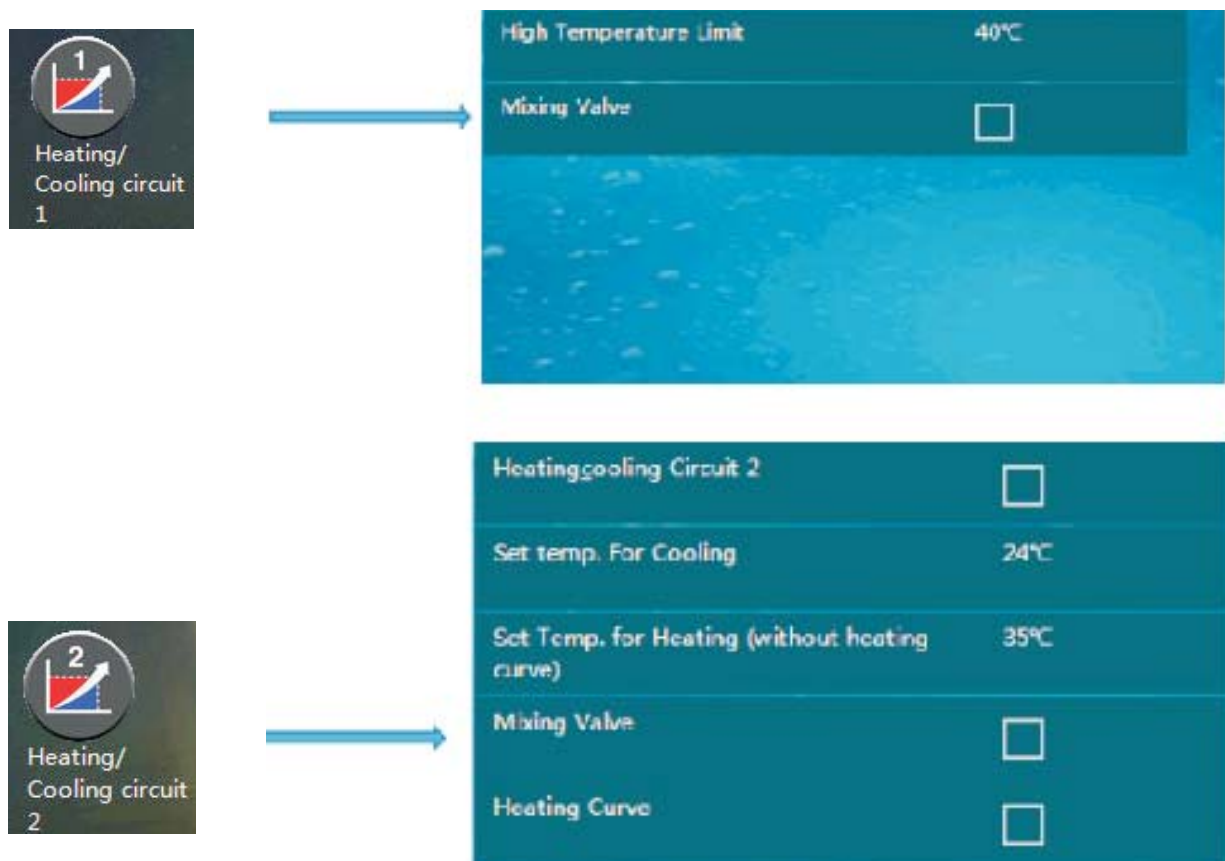 1
Heating/
Cooling circuit
1
High Temperature Limit 40℃
Mixing Valve
2
Heating/
Cooling circuit
2
Heatingcooling Circuit 2
Set temp. For Cooling 24℃
Set Temp. for Heating (without heating 35℃
curve)
Mixing Valve
Heating Curve